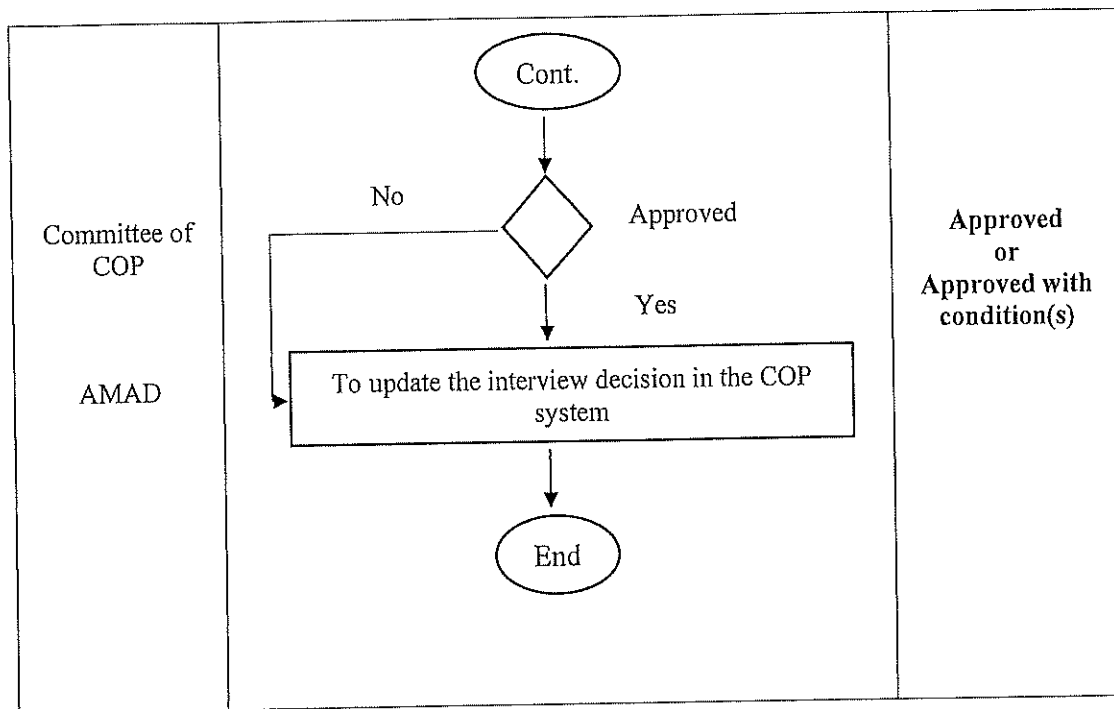 Cont.
No
Approved
Committee of
COP
Approved
or
Approved with
condition(s)
Yes
AMAD
To update the interview decision in the COP
system
End